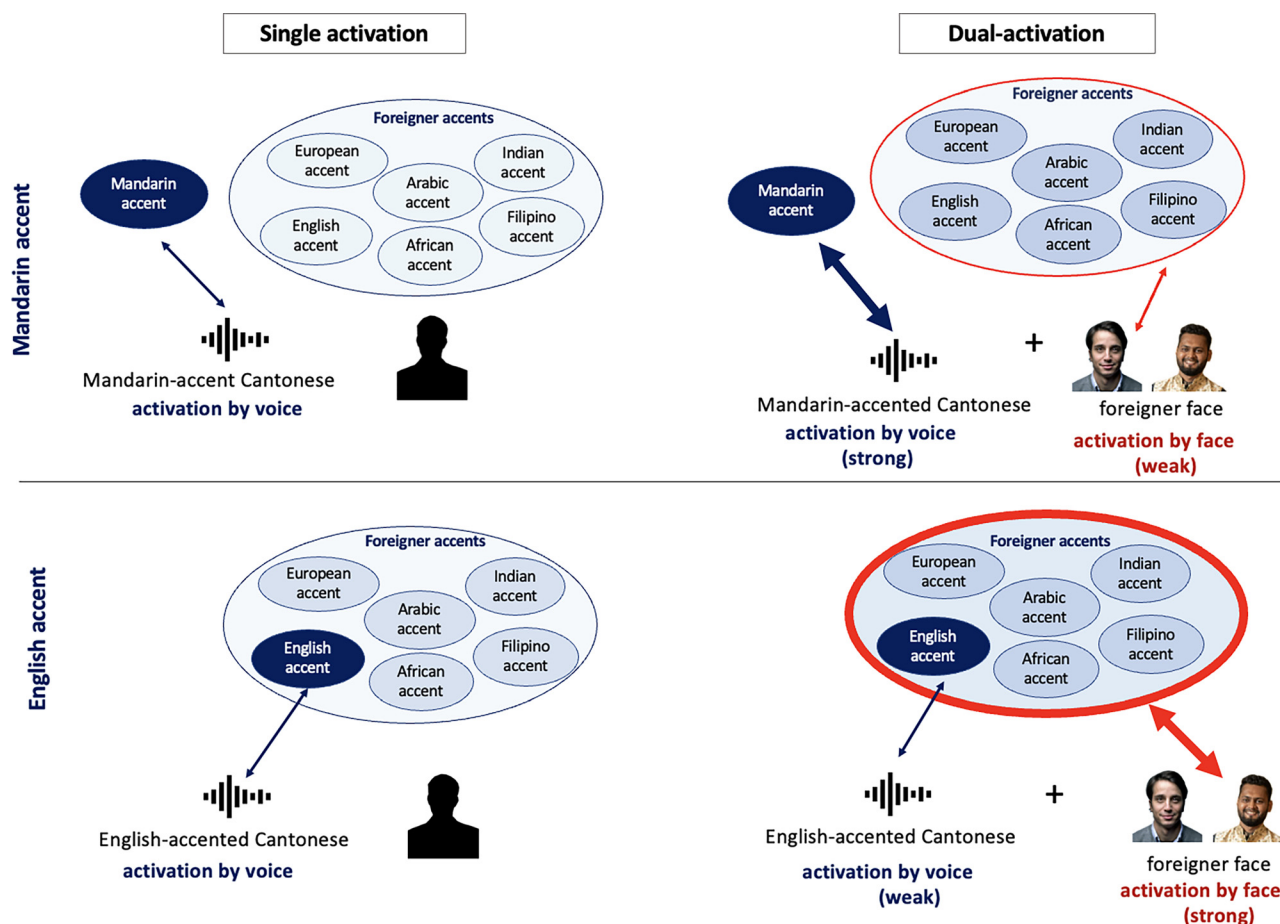 Single activation
Dual-activation
Mandarin accent
Foreigner accents
European
accent
Indian
accent
Arabic
accent
Mandarin
accent
English
accent
Filipino
accent
African
accent
Mandarin-accent Cantonese
activation by voice
Foreigner accents
European
accent
Indian
accent
Arabic
accent
Mandarin
accent
English
accent
Filipino
accent
African
accent
+
Mandarin-accented Cantonese
activation by voice
(strong)
foreigner face
activation by face
(weak)
English accent
Foreigner accents
European
accent
Indian
accent
Arabic
accent
English
accent
Filipino
accent
African
accent
English-accented Cantonese
activation by voice
Foreigner accents
European
accent
Indian
accent
Arabic
accent
English
accent
Filipino
accent
African
accent
+
English-accented Cantonese
activation by voice
(weak)
foreigner face
activation by face
(strong)